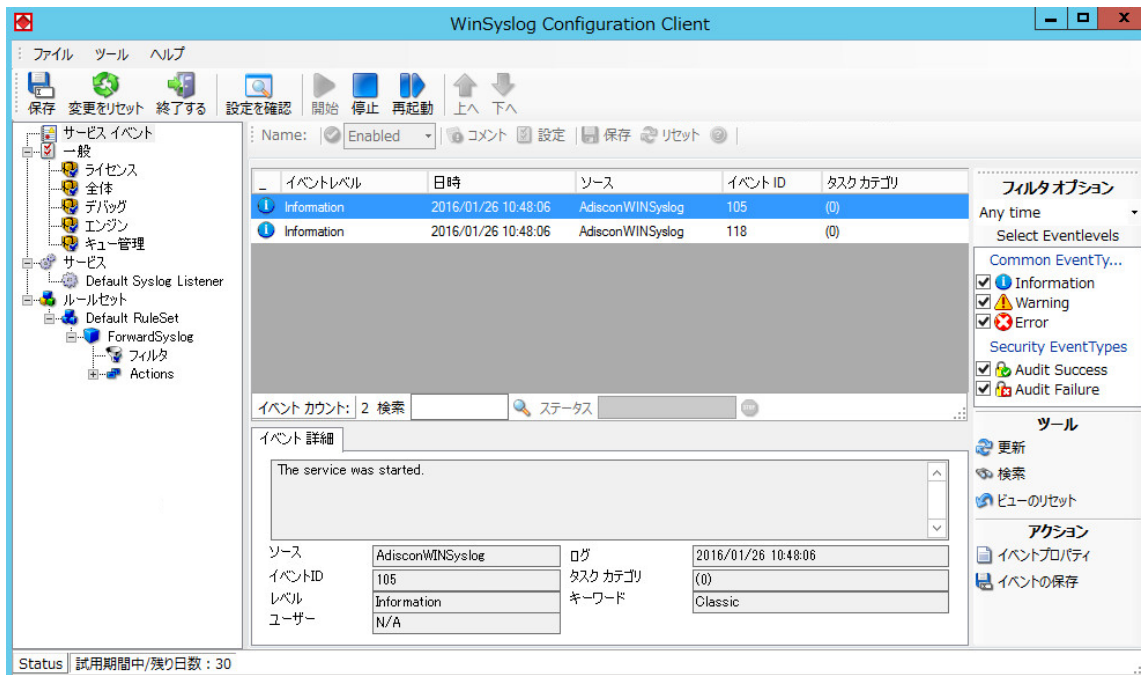 WinSyslog Configuration Client
ファイル ツール ヘルプ
保存 変更をリセット 終了する 設定を確認 開始 停止 再起動 上へ 下へ
サービス イベント
一般
ライセンス
全体
デバッグ
エンジン
キュー管理
サービス
Default Syslog Listener
ルールセット
Default RuleSet
ForwardSyslog
フィルタ
Actions
Name: Enabled コメント 設定 保存 リセット
_ イベントレベル 日時 ソース イベント ID タスク カテゴリ
Information 2016/01/26 10:48:06 AdisconWINSyslog 105 (0)
Information 2016/01/26 10:48:06 AdisconWINSyslog 118 (0)
イベント カウント: 2 検索 ステータス
イベント 詳細
The service was started.
ソース AdisconWINSyslog ログ 2016/01/26 10:48:06
イベントID 105 タスク カテゴリ (0)
レベル Information キーワード Classic
ユーザー N/A
フィルタ オプション
Any time
Select Eventlevels
Common EventTy...
Information
Warning
Error
Security EventTypes
Audit Success
Audit Failure
ツール
更新
検索
ビューのリセット
アクション
イベントプロパティ
イベントの保存
Status 試用期間中/残り日数 : 30